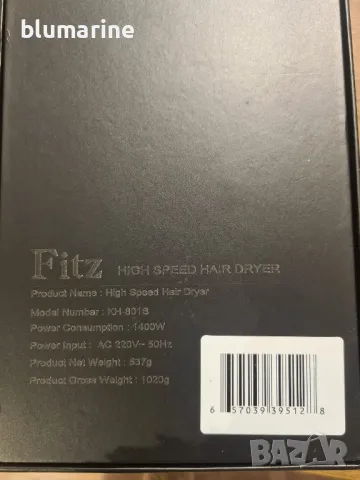 blumarine
Fitz HIGH SPEED HAIR DRYER
Product Name : High Speed Hair Dryer
Model Number : KH-801B
Power Consumption : 1400W
Power Input : AC 220V~ 50Hz
Product Net Weight : 537g
Product Gross Weight : 1020g
6 57039 39512 8
BAZAR